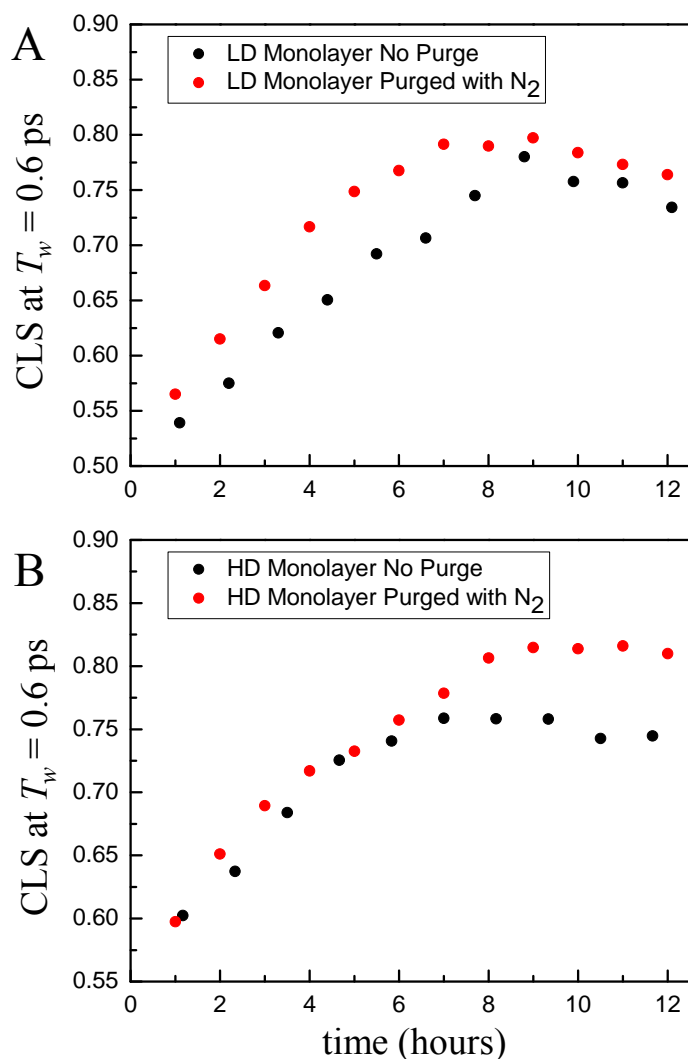 A
0.90
0.85
0.80
0.75
0.70
0.65
0.60
0.55
0.50
CLS at T_w = 0.6 ps
LD Monolayer No Purge
LD Monolayer Purged with N₂
0 2 4 6 8 10 12
B
0.90
0.85
0.80
0.75
0.70
0.65
0.60
0.55
CLS at T_w = 0.6 ps
HD Monolayer No Purge
HD Monolayer Purged with N₂
0 2 4 6 8 10 12
time (hours)